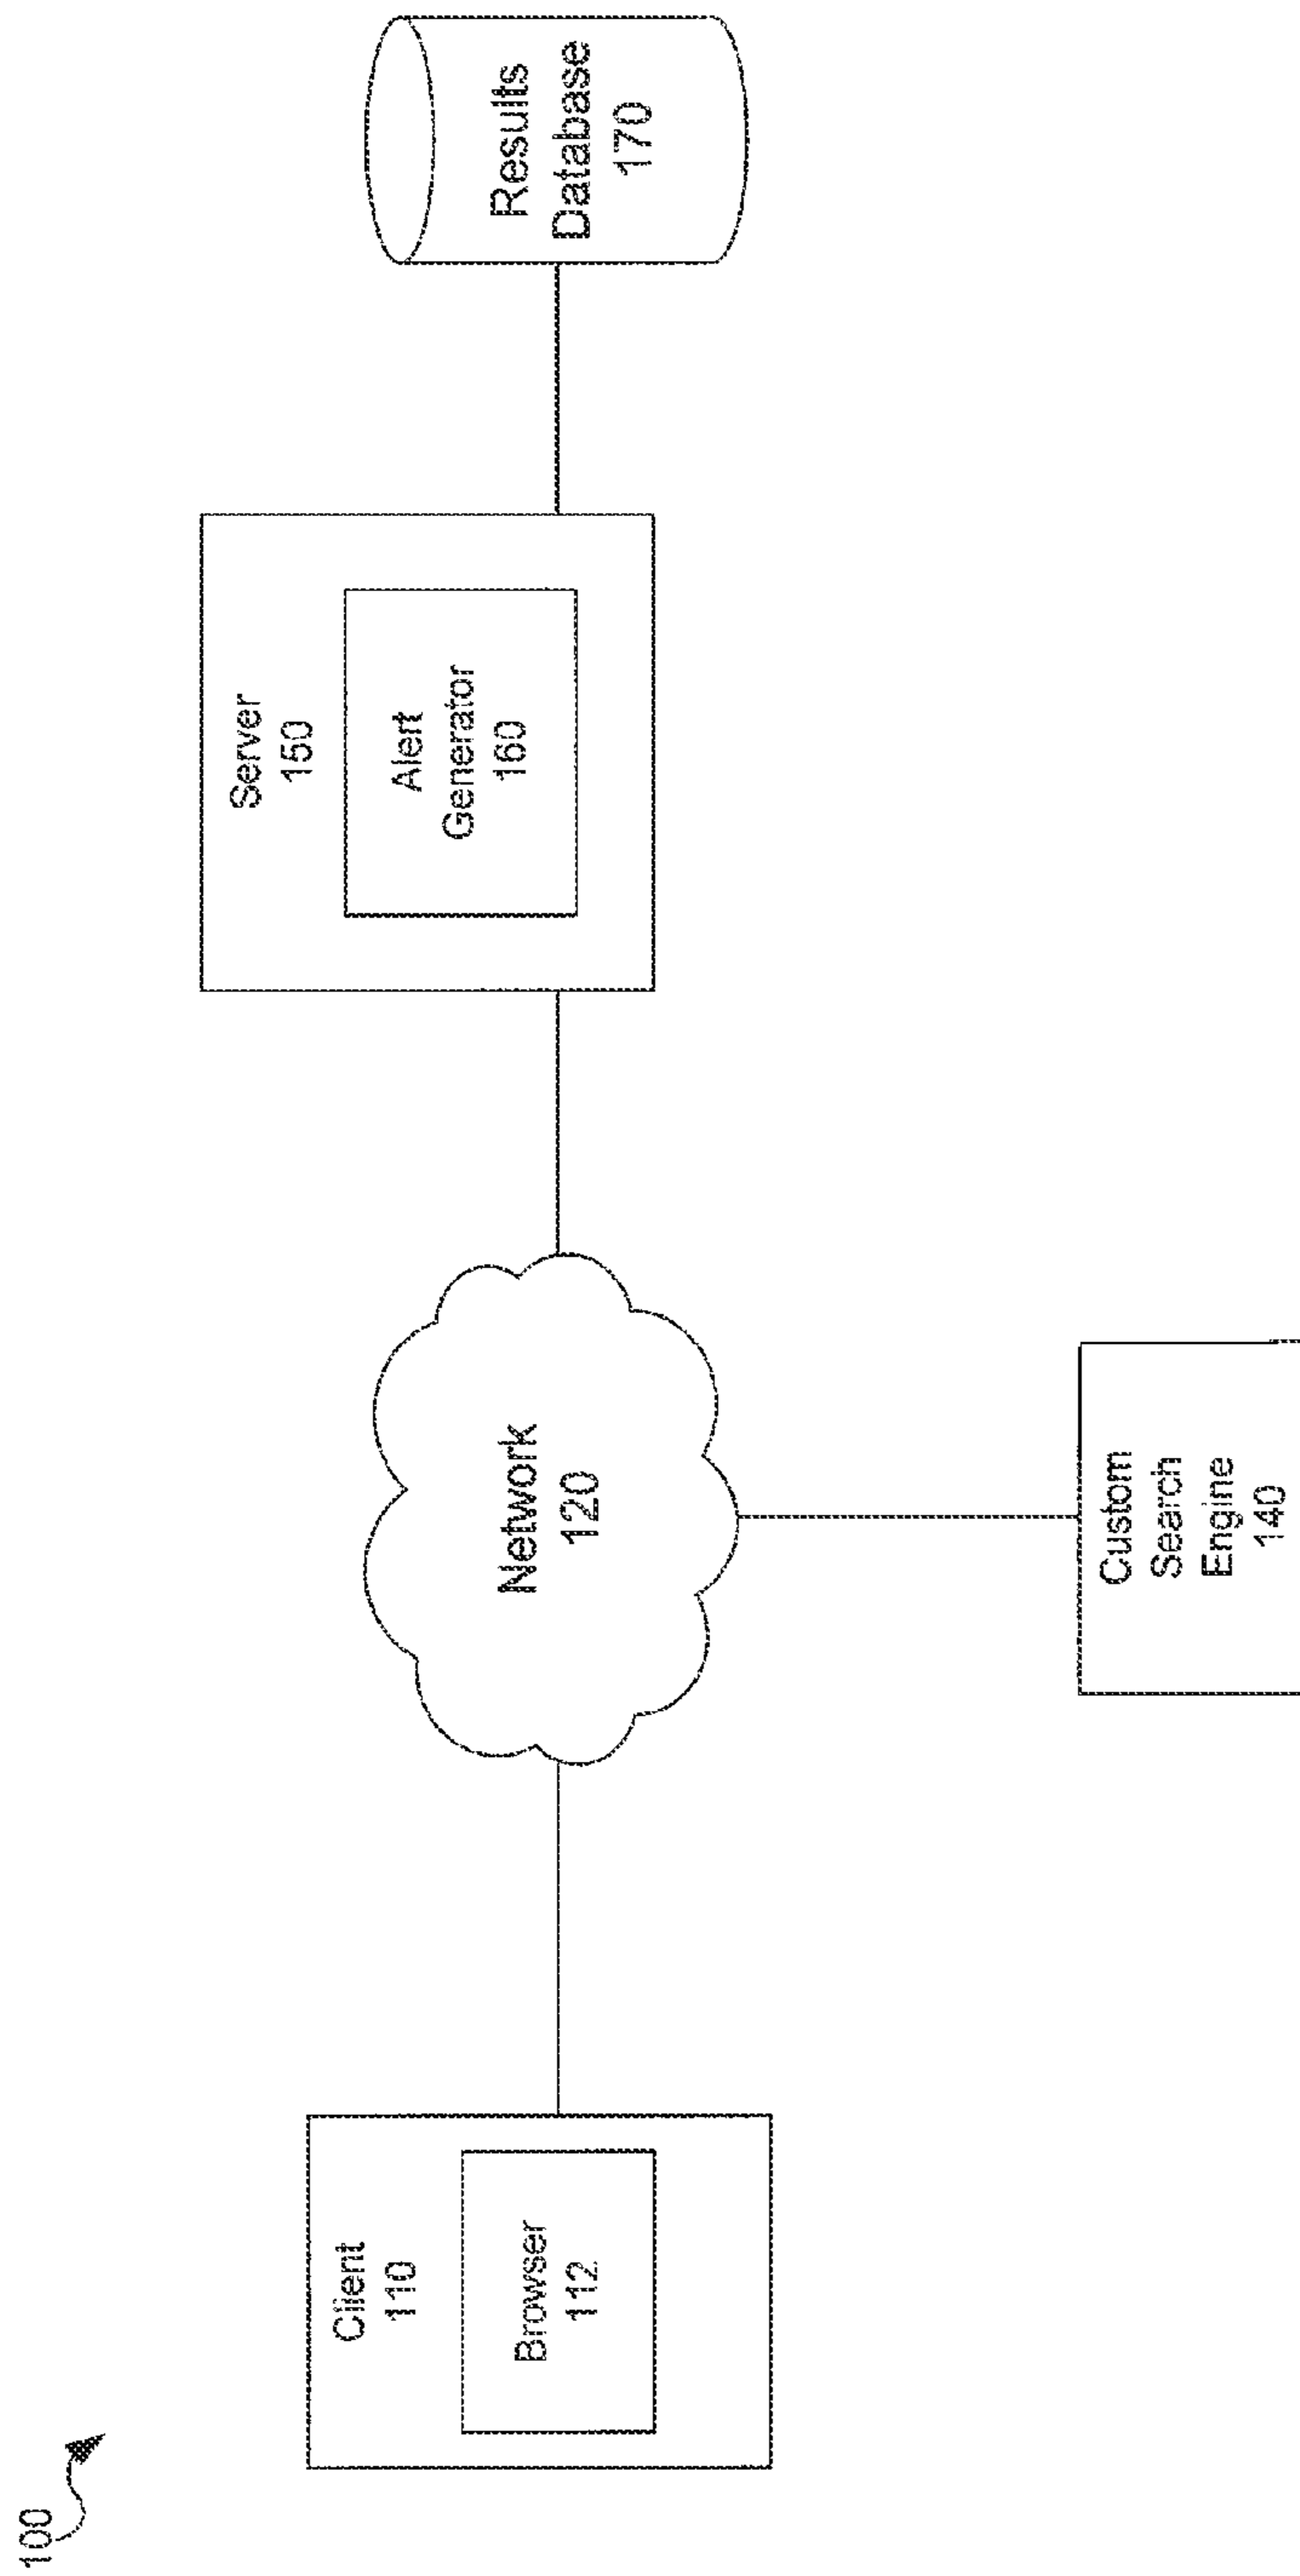 100
Client
110
Browser
112
Network
120
Server
150
Alert
Generator
160
Results
Database
170
Custom
Search
Engine
140